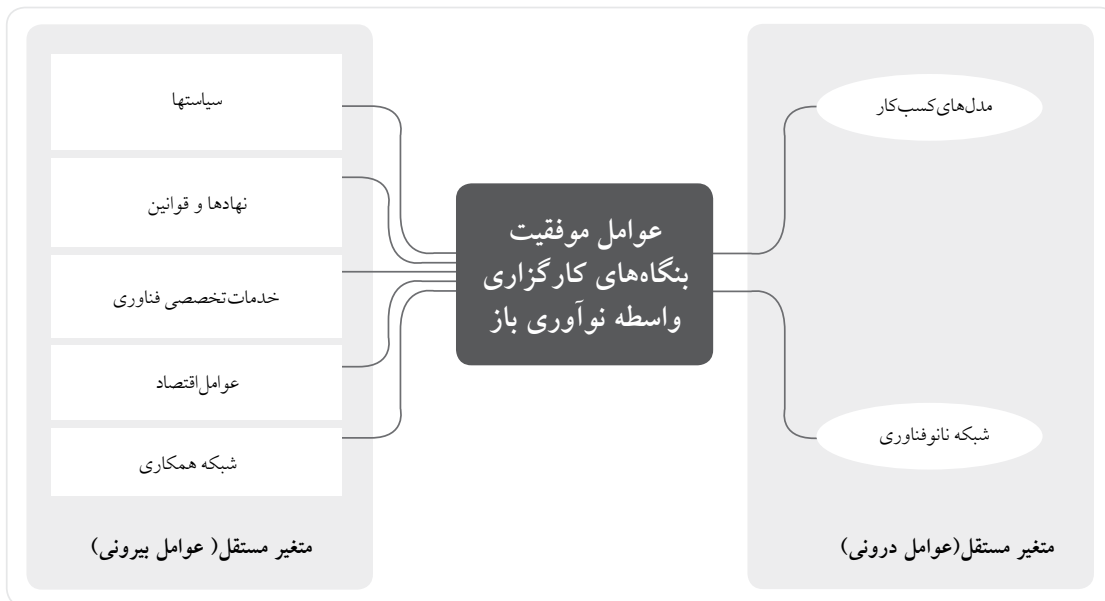 مدل‌های‌کسب‌کار
شبکه نانوفناوری
متغیر مستقل(عوامل درونی)
عوامل موفقیت
بنگاه‌های کارگزاری
واسطه نوآوری باز
سیاستها
نهادها و قوانین
خدمات‌تخصصی فناوری
عوامل‌اقتصاد
شبکه همکاری
متغیر مستقل( عوامل بیرونی)